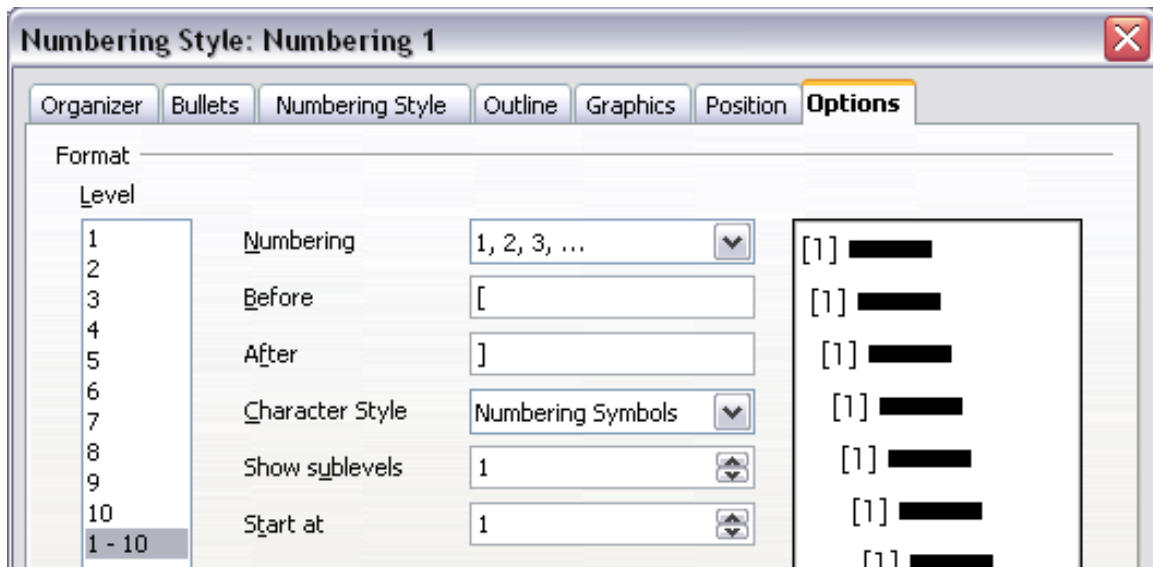 Numbering Style: Numbering 1
Organizer Bullets Numbering Style Outline Graphics Position Options
Format
Level
1
2
3
4
5
6
7
8
9
10
1 - 10
Numbering 1, 2, 3, ...
Before [
After ]
Character Style Numbering Symbols
Show sublevels 1
Start at 1
[1]
[1]
[1]
[1]
[1]
[1]
[1]